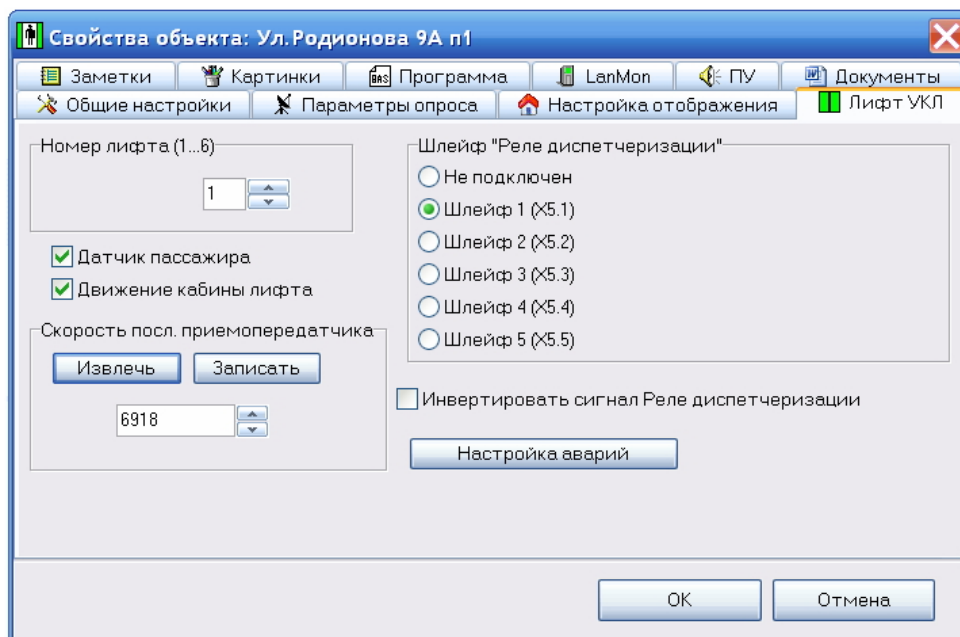 Свойства объекта: Ул.Родионова 9А п1
Заметки Картинки Программа LanMon ПУ Документы
Общие настройки Параметры опроса Настройка отображения Лифт УКЛ
Номер лифта (1...6)
1
Датчик пассажира
Движение кабины лифта
Скорость посл. приемопередатчика
Извлечь Записать
6918
Шлейф "Реле диспетчеризации"
Не подключен
Шлейф 1 (X5.1)
Шлейф 2 (X5.2)
Шлейф 3 (X5.3)
Шлейф 4 (X5.4)
Шлейф 5 (X5.5)
Инвертировать сигнал Реле диспетчеризации
Настройка аварий
OK Отмена